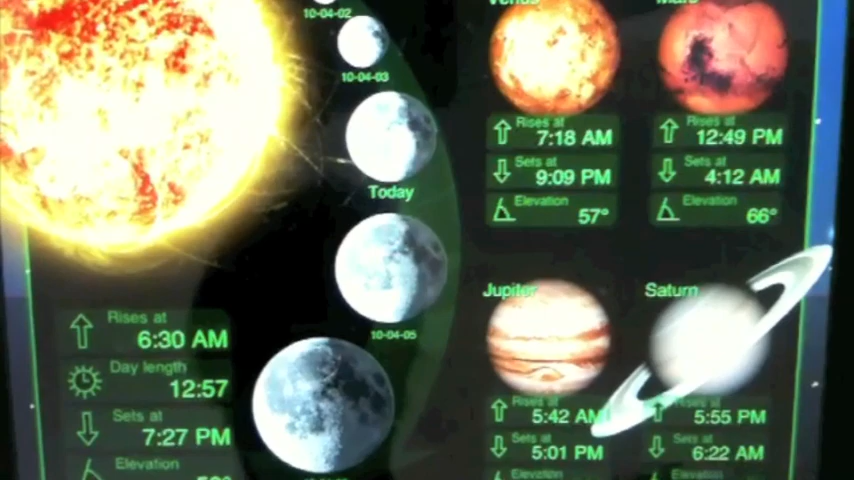 10-04-02
10-04-03
Today
10-04-05
Rises at
6:30 AM
Day length
12:57
Sets at
7:27 PM
Elevation
Venus
Rises at
7:18 AM
Sets at
9:09 PM
Elevation
57°
Mars
Rises at
12:49 PM
Sets at
4:12 AM
Elevation
66°
Jupiter
Rises at
5:42 AM
Sets at
5:01 PM
Elevation
Saturn
Rises at
5:55 PM
Sets at
6:22 AM
Elevation